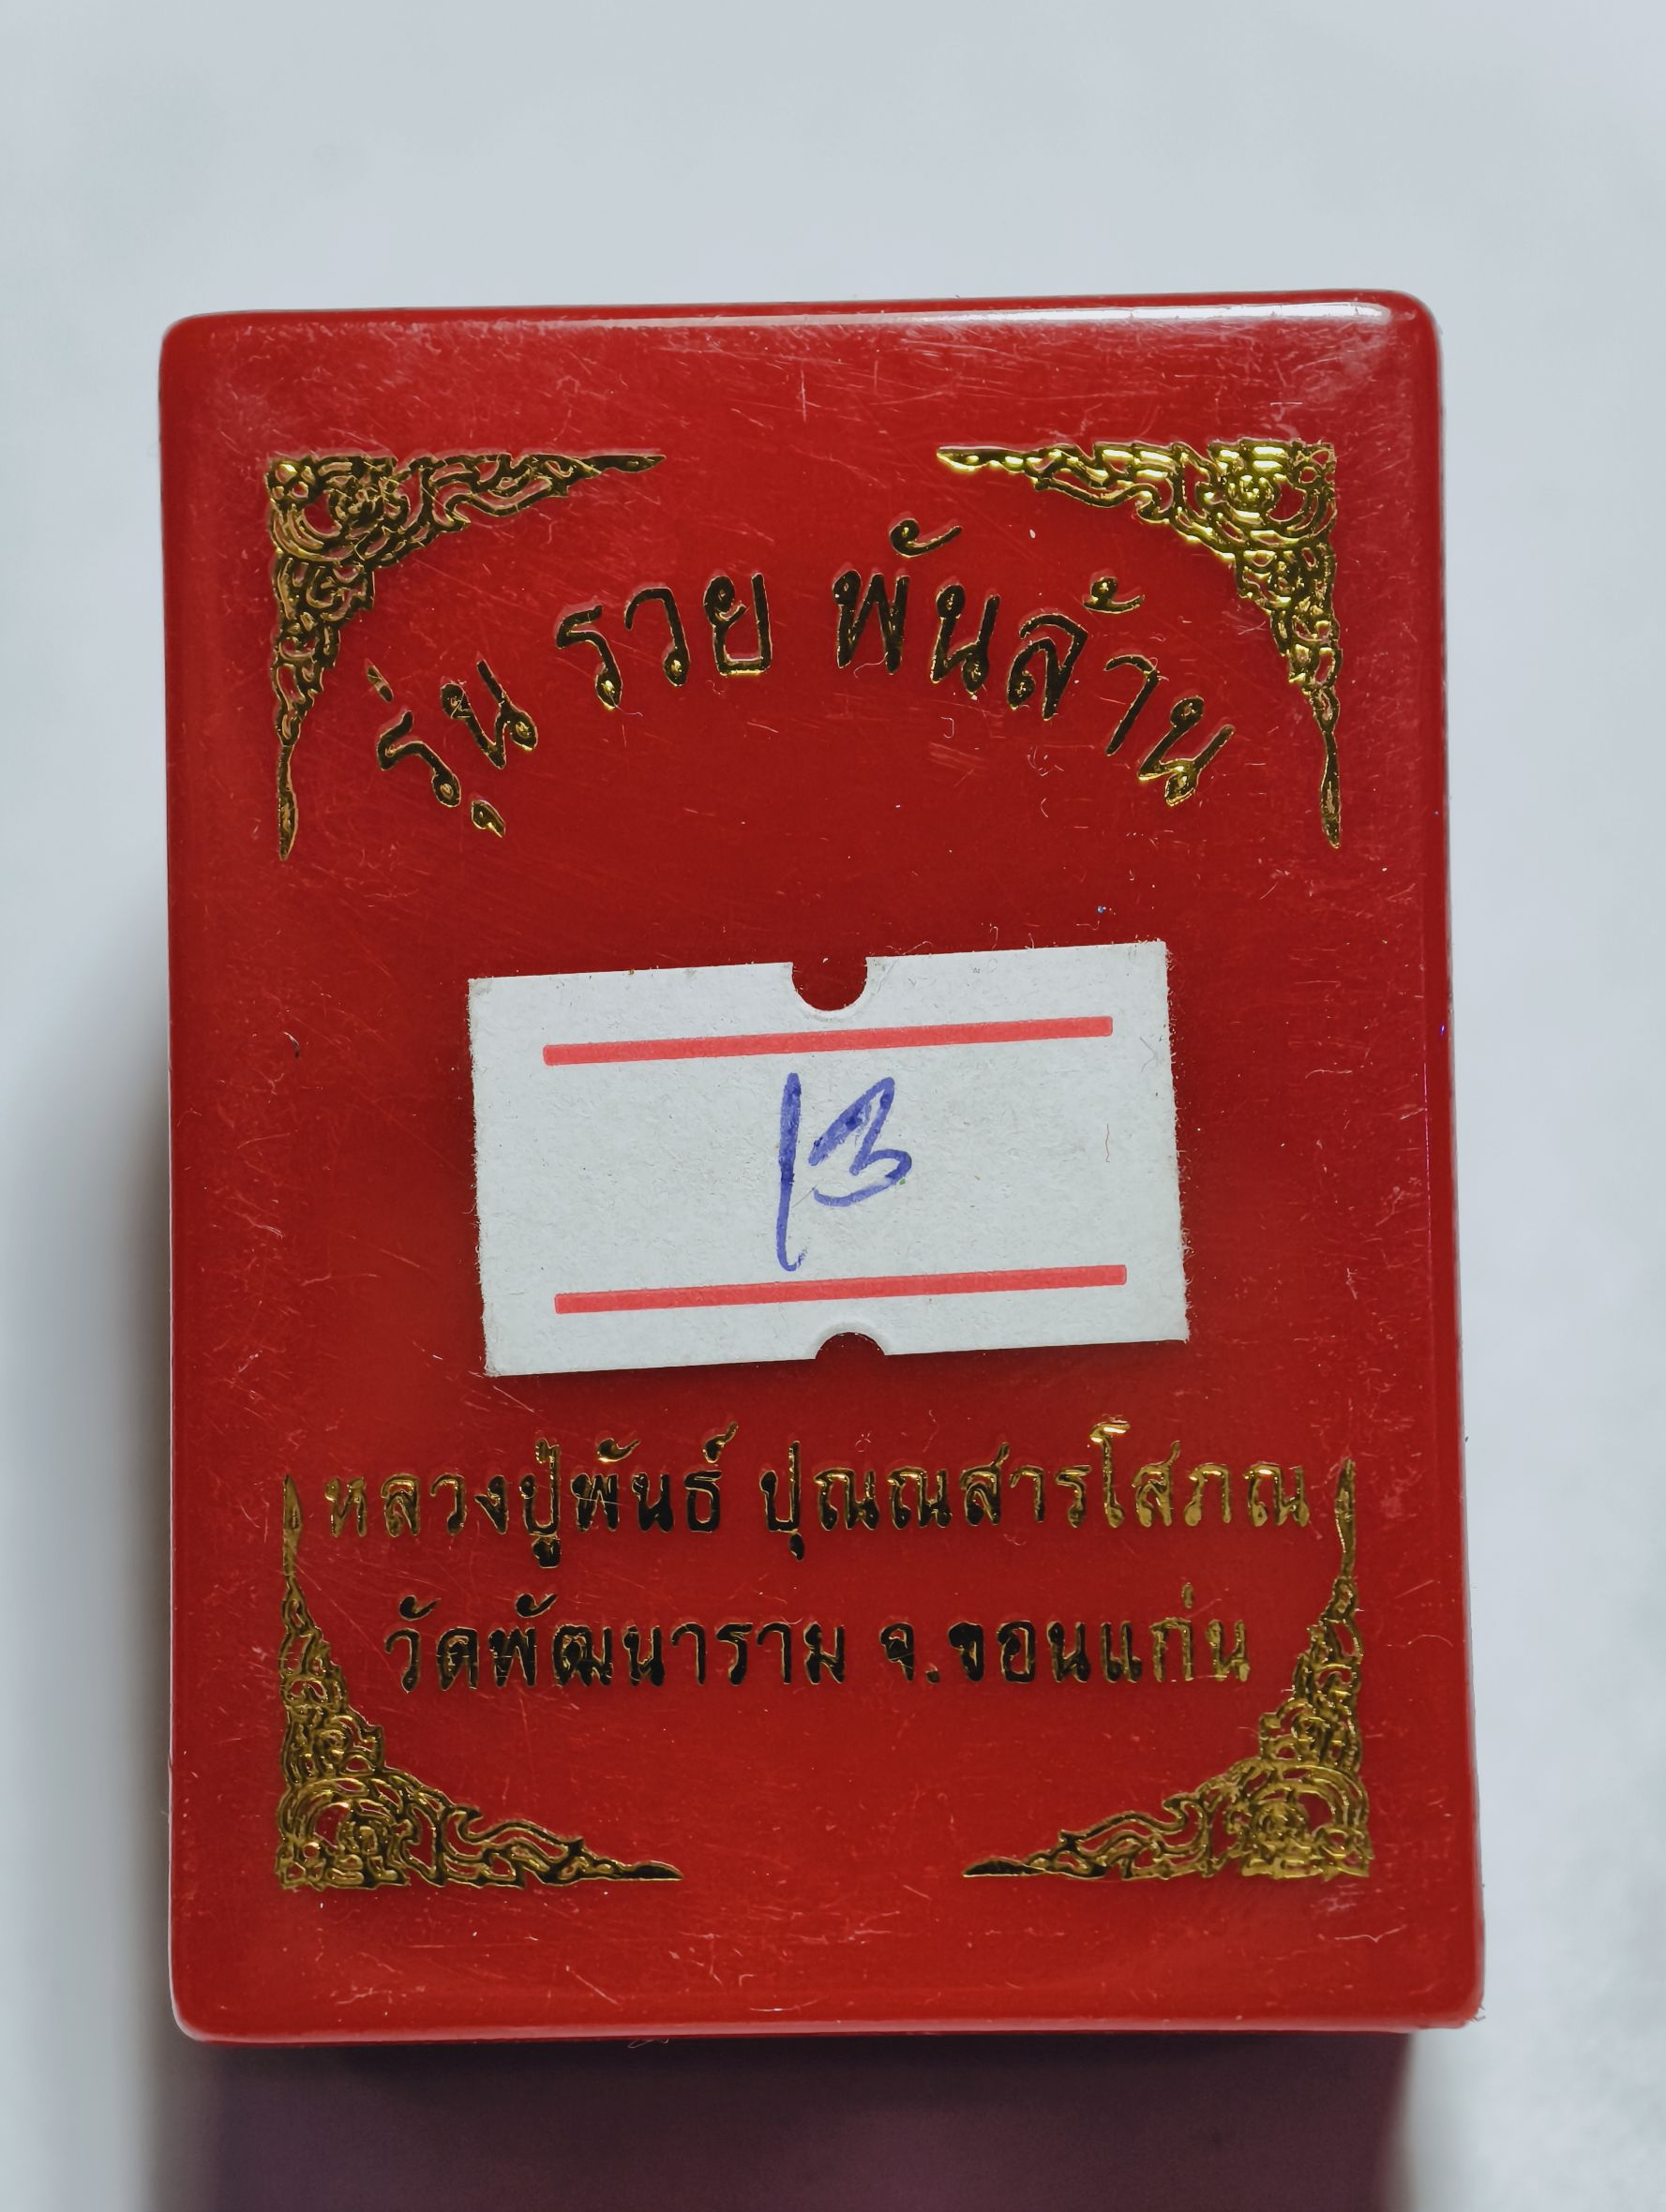 รุ่น รวย พันล้าน
13
หลวงปู่พันธ์ ปุณณสารโสภณ
วัดพัฒนาราม จ.ขอนแก่น